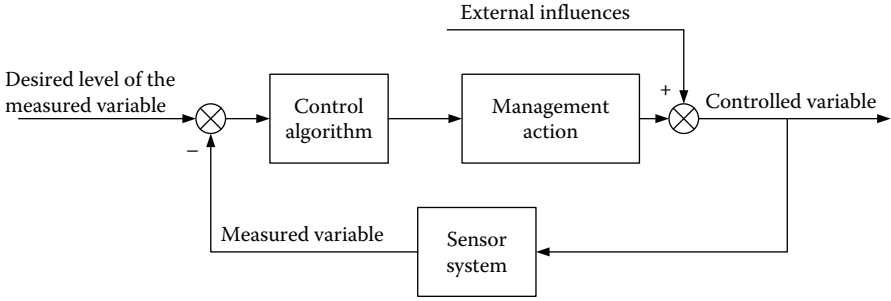 External influences
Desired level of the
measured variable
Control
algorithm
Management
action
+
Controlled variable
−
Measured variable
Sensor
system